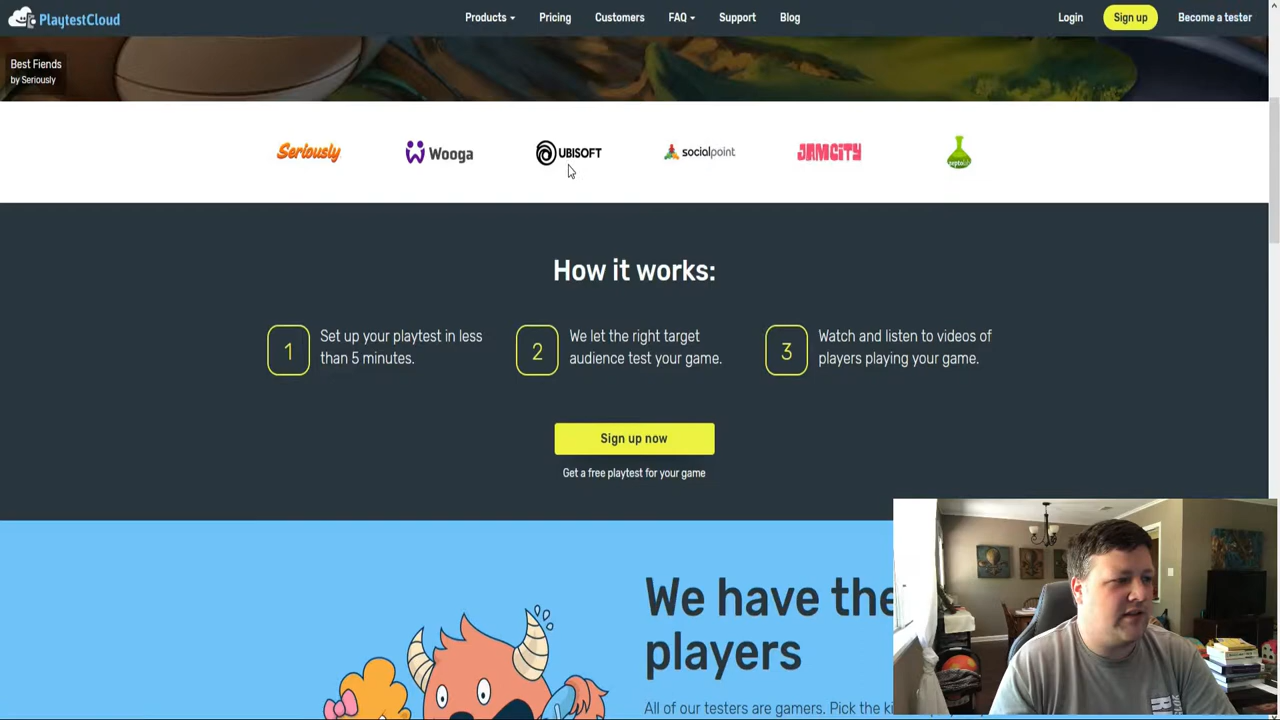 PlaytestCloud
Products
Pricing
Customers
FAQ
Support
Blog
Login
Sign up
Become a tester
Best Fiends
by Seriously
Seriously
Wooga
UBISOFT
socialpoint
JAMCITY
How it works:
1
Set up your playtest in less
than 5 minutes.
2
We let the right target
audience test your game.
3
Watch and listen to videos of
players playing your game.
Sign up now
Get a free playtest for your game
We have the
players
All of our testers are gamers. Pick the